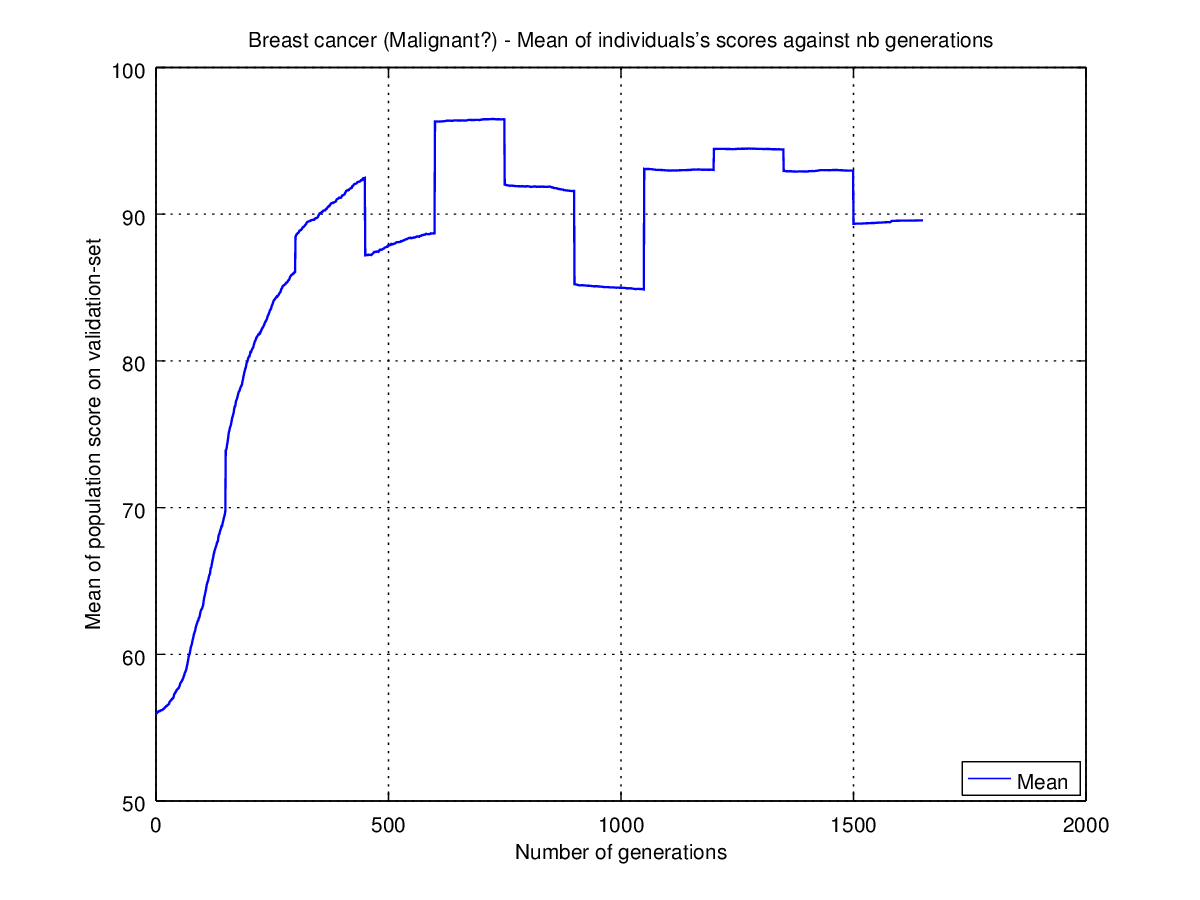 Breast cancer (Malignant?) - Mean of individuals's scores against nb generations
100
90
80
70
60
50
Mean of population score on validation-set
Mean
0 500 1000 1500 2000
Number of generations